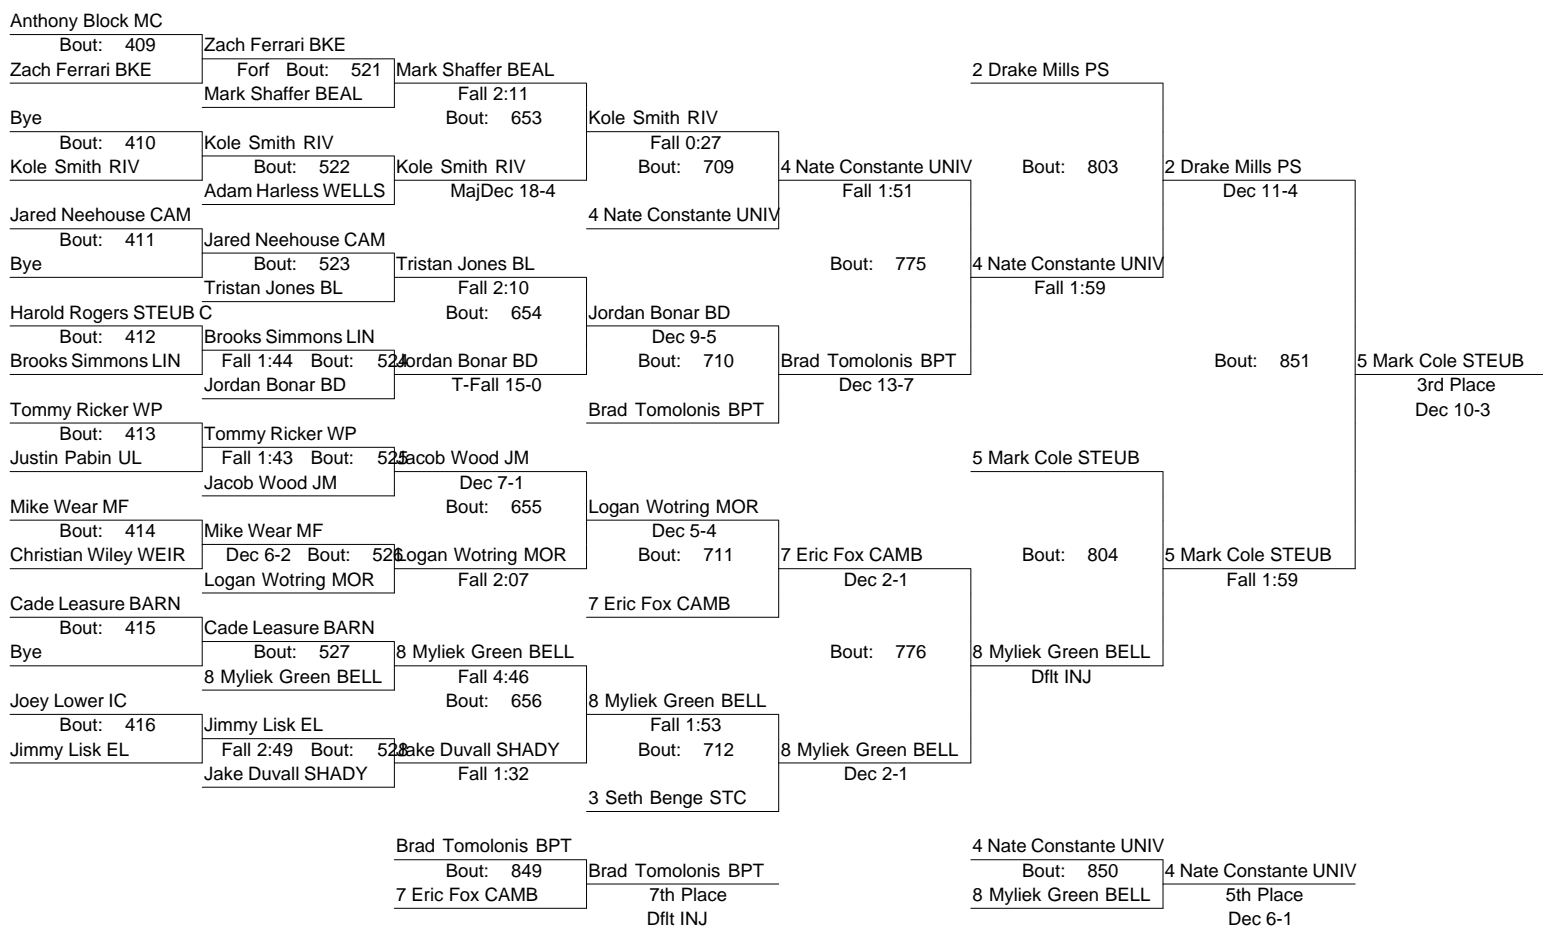 Anthony Block MC
Bout: 409
Zach Ferrari BKE
Bye
Bout: 410
Kole Smith RIV
Jared Neehouse CAM
Bout: 411
Bye
Harold Rogers STEUB C
Bout: 412
Brooks Simmons LIN
Tommy Ricker WP
Bout: 413
Justin Pabin UL
Mike Wear MF
Bout: 414
Christian Wiley WEIR
Cade Leasure BARN
Bout: 415
Bye
Joey Lower IC
Bout: 416
Jimmy Lisk EL
Zach Ferrari BKE
Forf Bout: 521
Mark Shaffer BEAL
Kole Smith RIV
Bout: 522
Adam Harless WELLS
Jared Neehouse CAM
Bout: 523
Tristan Jones BL
Brooks Simmons LIN
Fall 1:44 Bout: 524
Jordan Bonar BD
Tommy Ricker WP
Fall 1:43 Bout: 525
Jacob Wood JM
Mike Wear MF
Dec 6-2 Bout: 526
Logan Wotring MOR
Cade Leasure BARN
Bout: 527
8 Myliek Green BELL
Jimmy Lisk EL
Fall 2:49 Bout: 528
Jake Duvall SHADY
Mark Shaffer BEAL
Fall 2:11
Bout: 653
Kole Smith RIV
MajDec 18-4
Tristan Jones BL
Fall 2:10
Bout: 654
Jordan Bonar BD
T-Fall 15-0
Jacob Wood JM
Dec 7-1
Bout: 655
Logan Wotring MOR
Fall 2:07
8 Myliek Green BELL
Fall 4:46
Bout: 656
Jake Duvall SHADY
Fall 1:32
Kole Smith RIV
Fall 0:27
Bout: 709
4 Nate Constante UNIV
Jordan Bonar BD
Dec 9-5
Bout: 710
Brad Tomolonis BPT
Logan Wotring MOR
Dec 5-4
Bout: 711
7 Eric Fox CAMB
8 Myliek Green BELL
Fall 1:53
Bout: 712
3 Seth Benge STC
4 Nate Constante UNIV
Fall 1:51
Bout: 775
Brad Tomolonis BPT
Dec 13-7
7 Eric Fox CAMB
Dec 2-1
Bout: 776
8 Myliek Green BELL
Dec 2-1
2 Drake Mills PS
Bout: 803
4 Nate Constante UNIV
Fall 1:59
5 Mark Cole STEUB
Bout: 804
8 Myliek Green BELL
Dflt INJ
2 Drake Mills PS
Dec 11-4
Bout: 851
5 Mark Cole STEUB
Fall 1:59
5 Mark Cole STEUB
3rd Place
Dec 10-3
Brad Tomolonis BPT
Bout: 849
7 Eric Fox CAMB
Brad Tomolonis BPT
7th Place
Dflt INJ
4 Nate Constante UNIV
Bout: 850
8 Myliek Green BELL
4 Nate Constante UNIV
5th Place
Dec 6-1